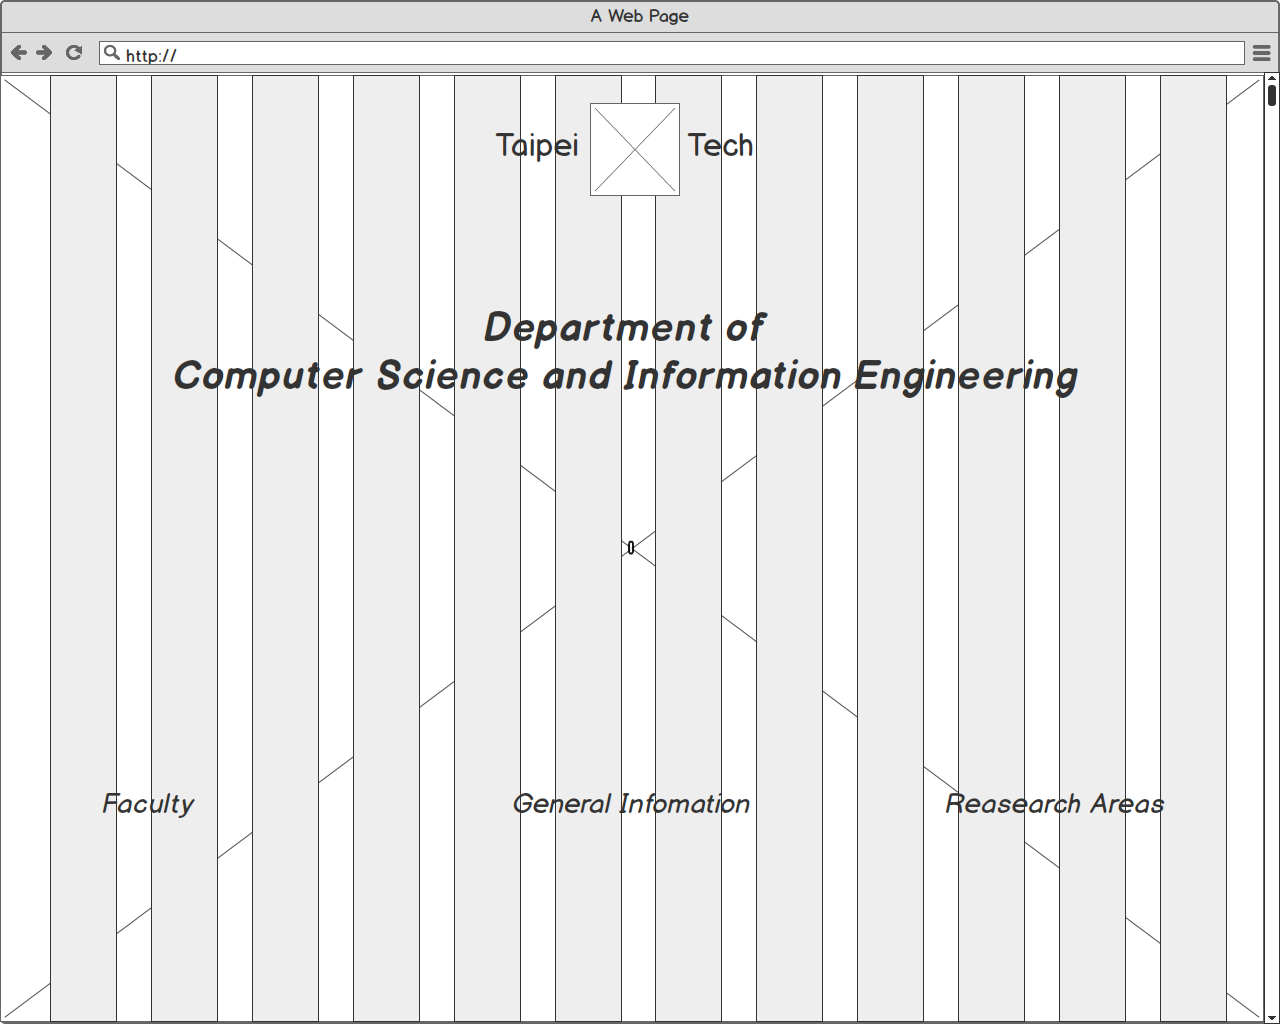 A Web Page
http://
Taipei Tech
Department of
Computer Science and Information Engineering
Faculty
General Infomation
Reasearch Areas